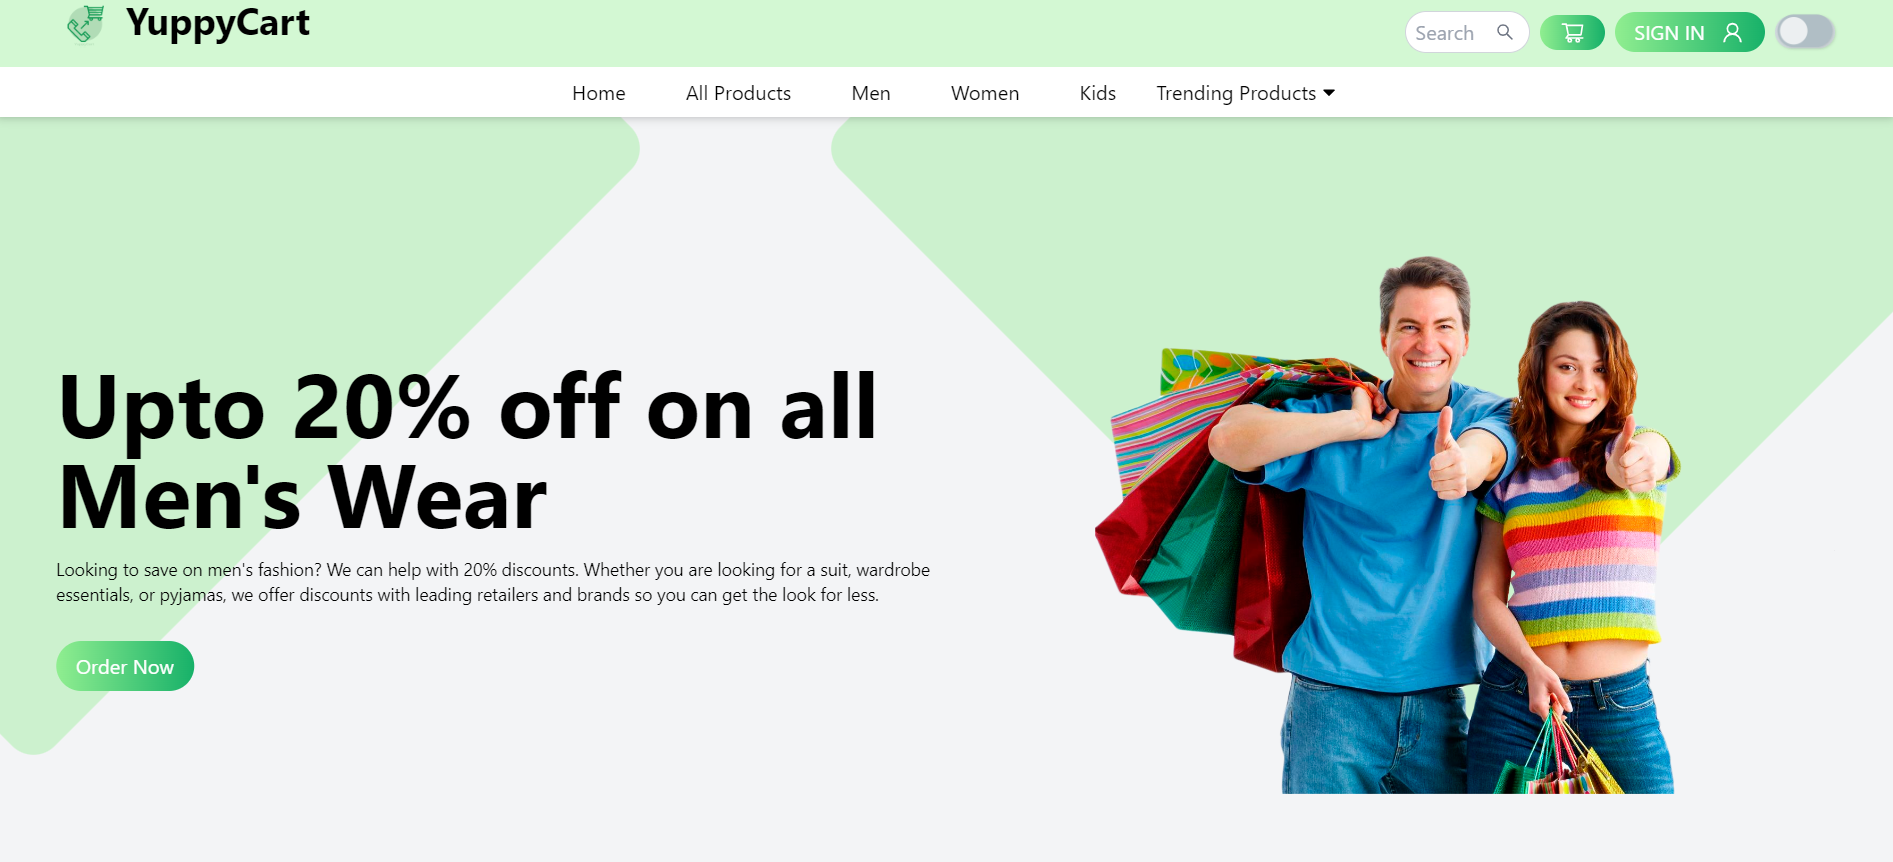 YuppyCart
Search
SIGN IN
Home
All Products
Men
Women
Kids
Trending Products
Upto 20% off on all
Men's Wear
Looking to save on men's fashion? We can help with 20% discounts. Whether you are looking for a suit, wardrobe
essentials, or pyjamas, we offer discounts with leading retailers and brands so you can get the look for less.
Order Now